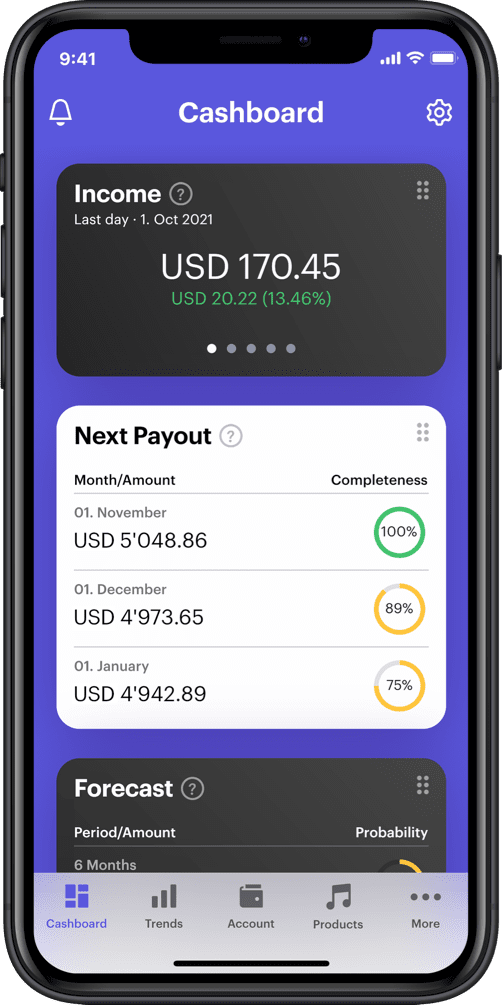 9:41
Cashboard
Income ?
Last day · 1. Oct 2021
USD 170.45
USD 20.22 (13.46%)
Next Payout ?
Month/Amount Completeness
01. November
USD 5'048.86 100%
01. December
USD 4'973.65 89%
01. January
USD 4'942.89 75%
Forecast ?
Period/Amount Probability
6 Months
Cashboard Trends Account Products More